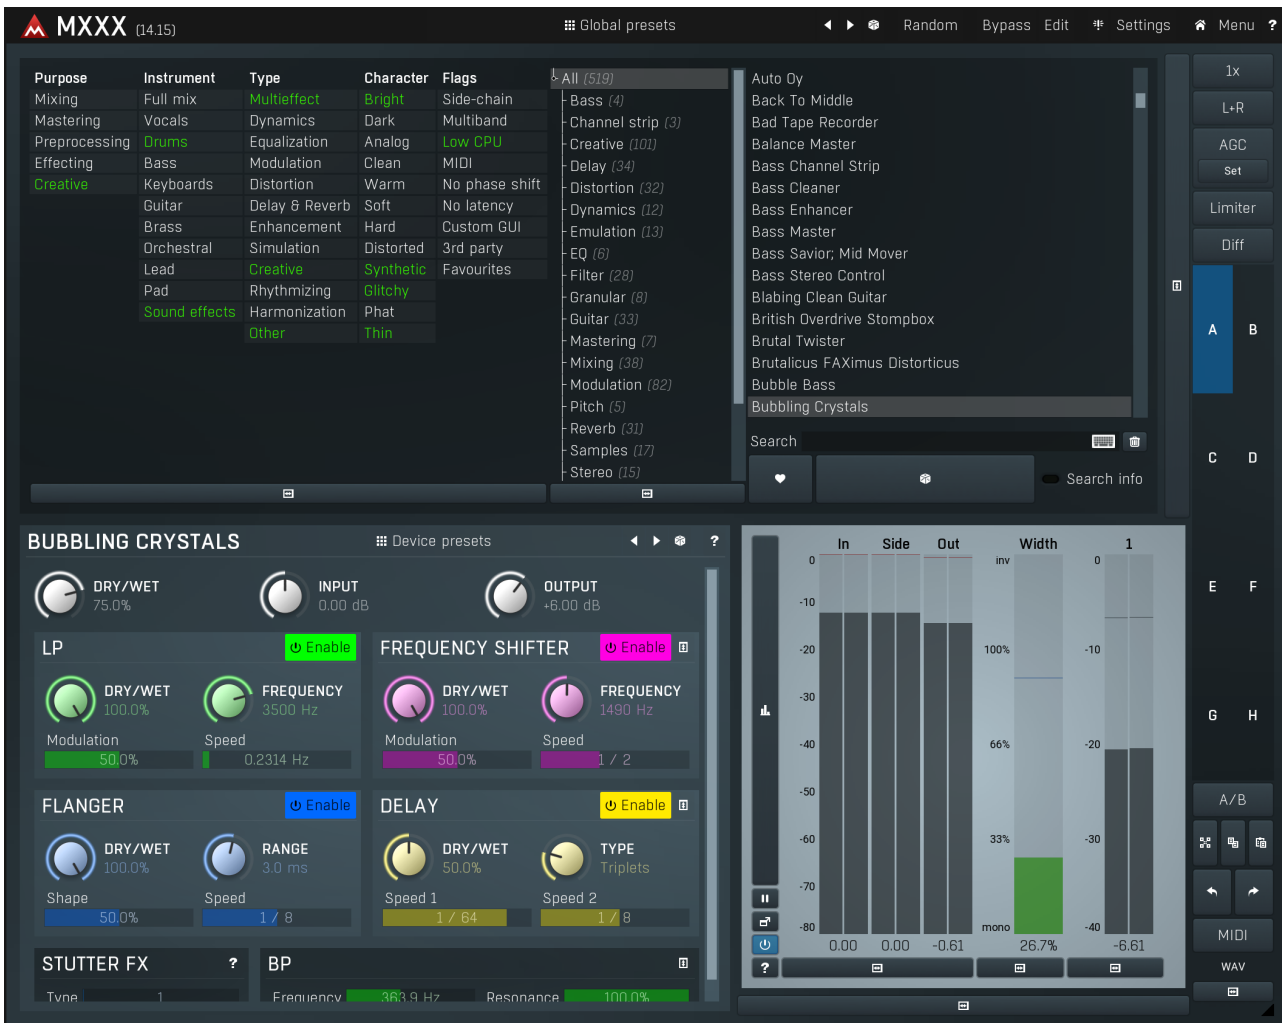 MXXX (14.15)
Global presets
Random
Bypass
Edit
Settings
Menu
?
Purpose
Mixing
Mastering
Preprocessing
Effecting
Creative
Instrument
Full mix
Vocals
Drums
Bass
Keyboards
Guitar
Brass
Orchestral
Lead
Pad
Sound effects
Type
Multieffect
Dynamics
Equalization
Modulation
Distortion
Delay & Reverb
Enhancement
Simulation
Creative
Rhythmizing
Harmonization
Other
Character
Bright
Dark
Analog
Clean
Warm
Soft
Hard
Distorted
Synthetic
Glitchy
Phat
Thin
Flags
Side-chain
Multiband
Low CPU
MIDI
No phase shift
No latency
Custom GUI
3rd party
Favourites
All (519)
Bass (4)
Channel strip (3)
Creative (101)
Delay (34)
Distortion (32)
Dynamics (12)
Emulation (13)
EQ (6)
Filter (28)
Granular (8)
Guitar (33)
Mastering (7)
Mixing (38)
Modulation (82)
Pitch (5)
Reverb (31)
Samples (17)
Stereo (15)
Auto Oy
Back To Middle
Bad Tape Recorder
Balance Master
Bass Channel Strip
Bass Cleaner
Bass Enhancer
Bass Master
Bass Savior; Mid Mover
Bass Stereo Control
Blabing Clean Guitar
British Overdrive Stompbox
Brutal Twister
Brutalicus FAXimus Distorticus
Bubble Bass
Bubbling Crystals
Search
Search info
1x
L+R
AGC
Set
Limiter
Diff
A B
C D
E F
G H
A/B
MIDI
WAV
BUBBLING CRYSTALS
Device presets
?
DRY/WET
75.0%
INPUT
0.00 dB
OUTPUT
+6.00 dB
LP
Enable
DRY/WET
100.0%
FREQUENCY
3500 Hz
Modulation
50.0%
Speed
0.2314 Hz
FREQUENCY SHIFTER
Enable
DRY/WET
100.0%
FREQUENCY
1490 Hz
Modulation
50.0%
Speed
1 / 2
FLANGER
Enable
DRY/WET
100.0%
RANGE
3.0 ms
Shape
50.0%
Speed
1 / 8
DELAY
Enable
DRY/WET
50.0%
TYPE
Triplets
Speed 1
1 / 64
Speed 2
1 / 8
STUTTER FX
?
Type
1
BP
Frequency
363.9 Hz
Resonance
100.0%
In Side Out Width 1
0
-10
-20
-30
-40
-50
-60
-70
-80
inv
100%
66%
33%
mono
0
-10
-20
-30
-40
0.00 0.00 -0.61 26.7% -6.61
?